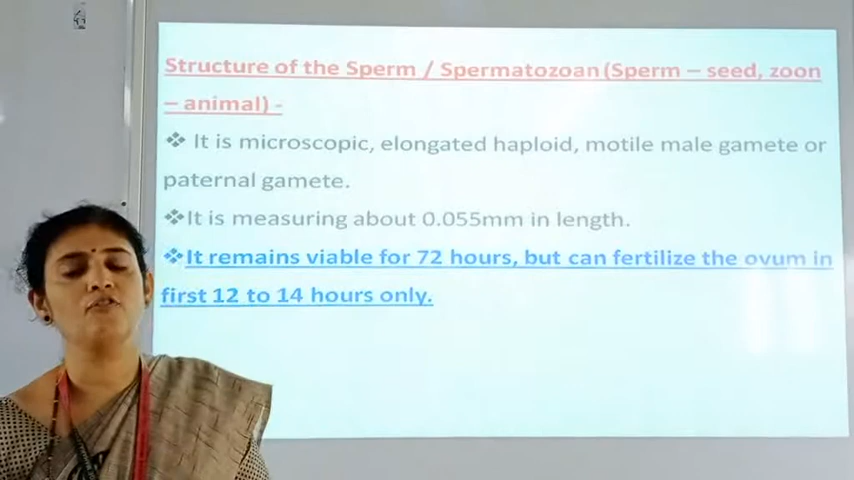 Structure of the Sperm / Spermatozoan (Sperm – seed, zoon
– animal) -
❖ It is microscopic, elongated haploid, motile male gamete or
paternal gamete.
❖It is measuring about 0.055mm in length.
❖It remains viable for 72 hours, but can fertilize the ovum in
first 12 to 14 hours only.